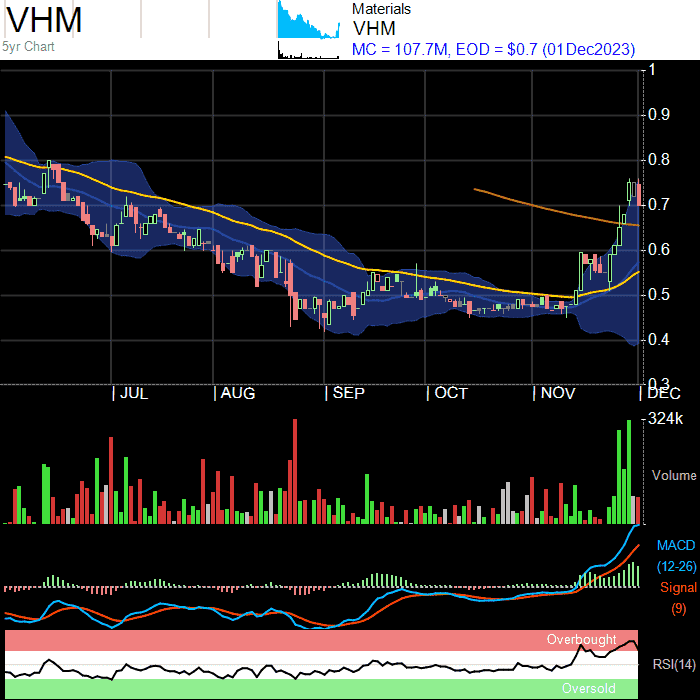 VHM
5yr Chart
Materials
VHM
MC = 107.7M, EOD = $0.7 (01Dec2023)
1
0.9
0.8
0.7
0.6
0.5
0.4
0.3
JUL
AUG
SEP
OCT
NOV
DEC
324k
Volume
MACD
(12-26)
Signal
(9)
Overbought
RSI(14)
Oversold